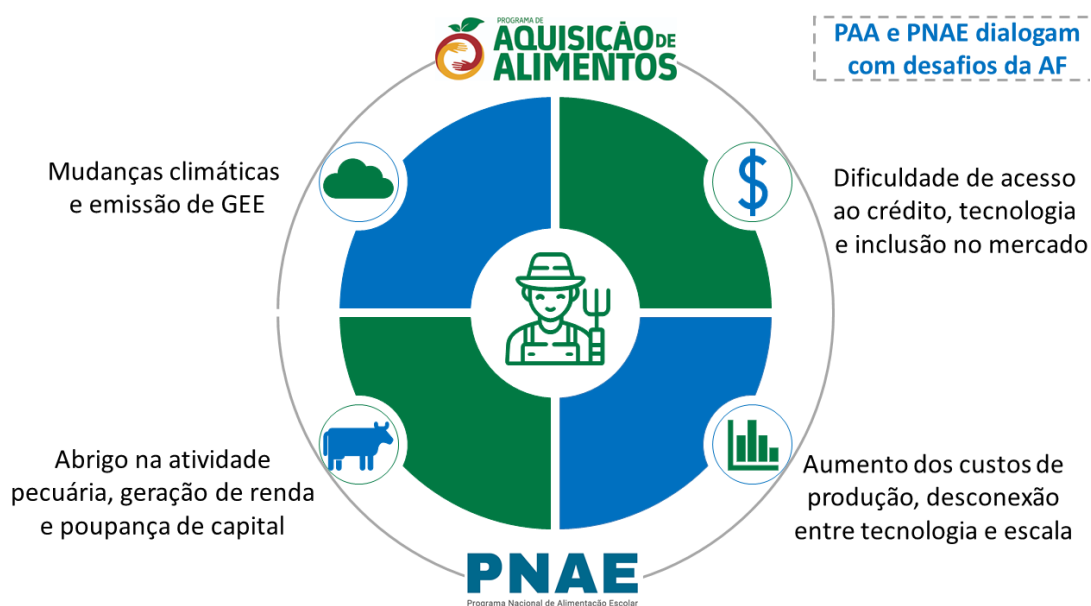 PROGRAMA DE
AQUISIÇÃO DE
ALIMENTOS
PAA e PNAE dialogam
com desafios da AF
Mudanças climáticas
e emissão de GEE
$
Dificuldade de acesso
ao crédito, tecnologia
e inclusão no mercado
Abrigo na atividade
pecuária, geração de renda
e poupança de capital
Aumento dos custos de
produção, desconexão
entre tecnologia e escala
PNAE
Programa Nacional de Alimentação Escolar